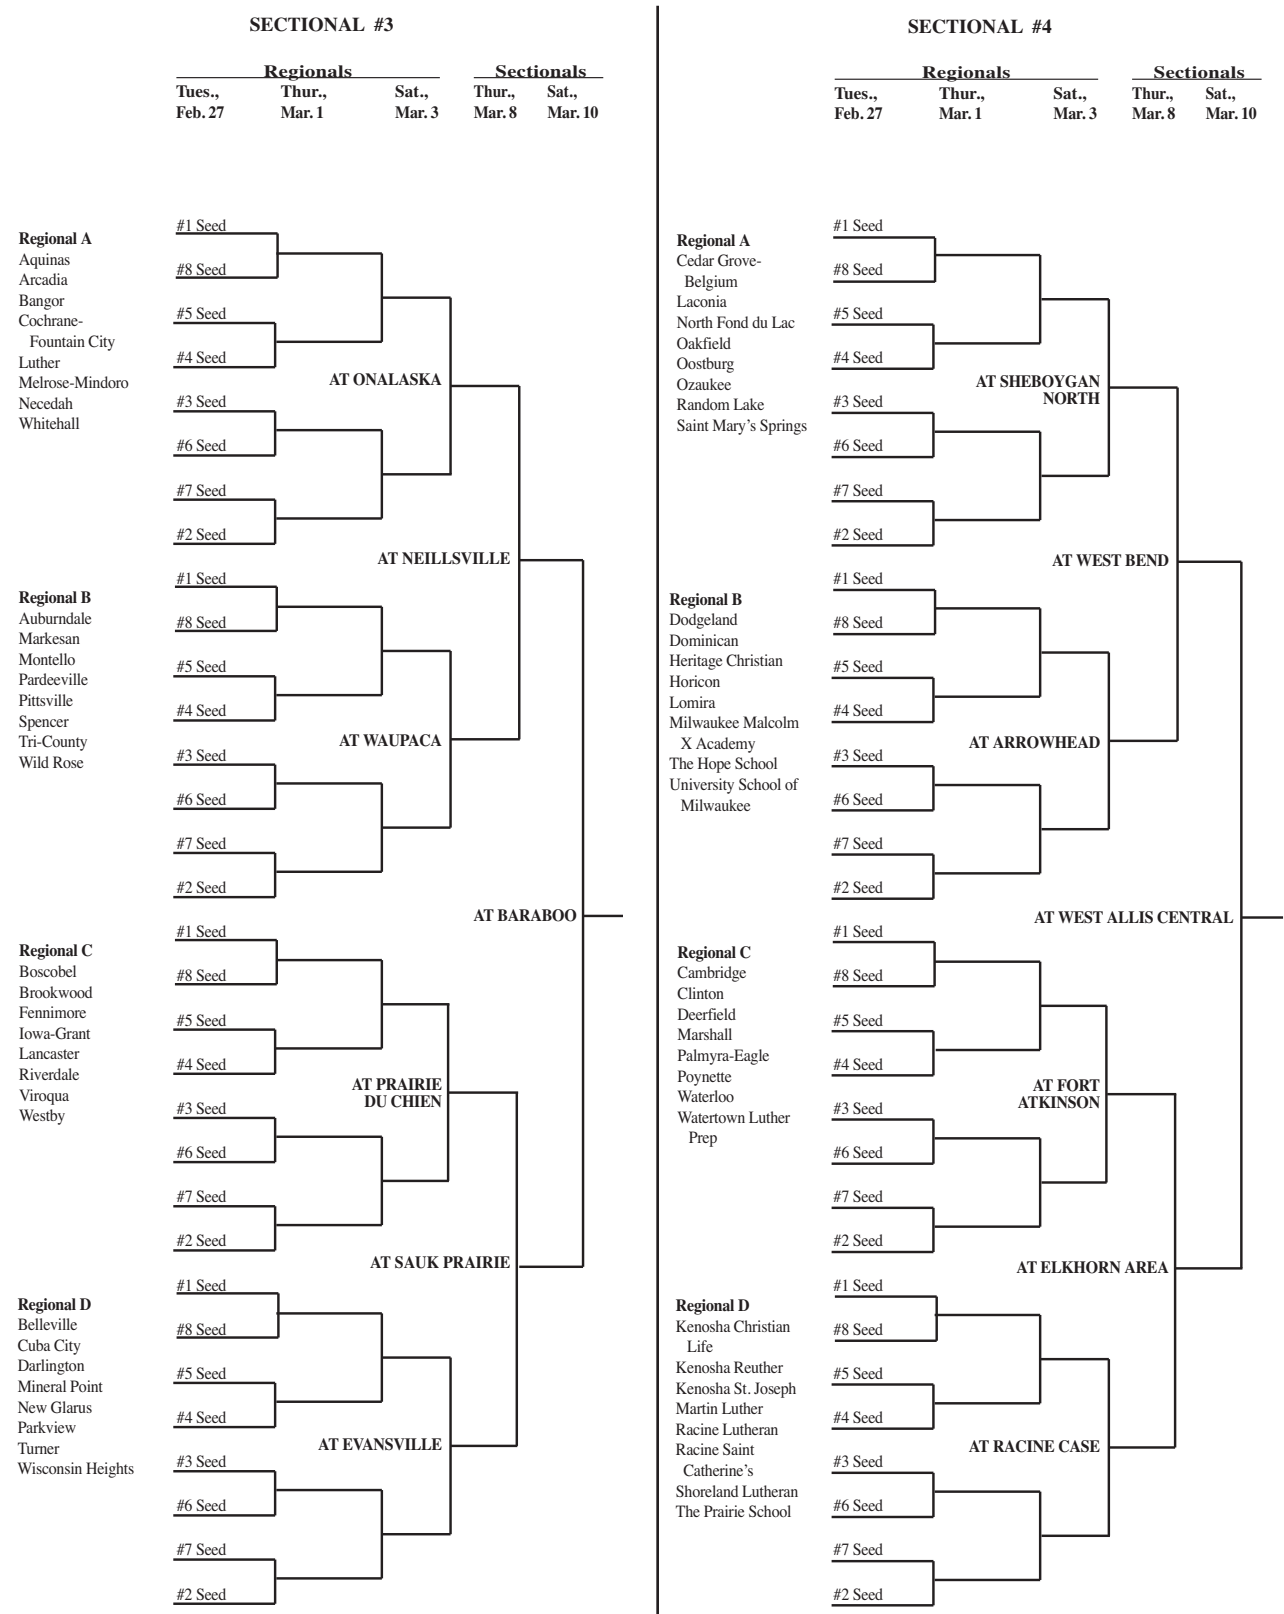 SECTIONAL #3
Regionals
Sectionals
Tues., Thur., Sat., Thur., Sat.,
Feb. 27 Mar. 1 Mar. 3 Mar. 8 Mar. 10
Regional A
Aquinas
Arcadia
Bangor
Cochrane-
Fountain City
Luther
Melrose-Mindoro
Necedah
Whitehall
#1 Seed
#8 Seed
#5 Seed
#4 Seed
AT ONALASKA
#3 Seed
#6 Seed
#7 Seed
#2 Seed
AT NEILLSVILLE
Regional B
Auburndale
Markesan
Montello
Pardeeville
Pittsville
Spencer
Tri-County
Wild Rose
#1 Seed
#8 Seed
#5 Seed
#4 Seed
AT WAUPACA
#3 Seed
#6 Seed
#7 Seed
#2 Seed
AT BARABOO
Regional C
Boscobel
Brookwood
Fennimore
Iowa-Grant
Lancaster
Riverdale
Viroqua
Westby
#1 Seed
#8 Seed
#5 Seed
#4 Seed
AT PRAIRIE
DU CHIEN
#3 Seed
#6 Seed
#7 Seed
#2 Seed
AT SAUK PRAIRIE
Regional D
Belleville
Cuba City
Darlington
Mineral Point
New Glarus
Parkview
Turner
Wisconsin Heights
#1 Seed
#8 Seed
#5 Seed
#4 Seed
AT EVANSVILLE
#3 Seed
#6 Seed
#7 Seed
#2 Seed
SECTIONAL #4
Regionals
Sectionals
Tues., Thur., Sat., Thur., Sat.,
Feb. 27 Mar. 1 Mar. 3 Mar. 8 Mar. 10
Regional A
Cedar Grove-
Belgium
Laconia
North Fond du Lac
Oakfield
Oostburg
Ozaukee
Random Lake
Saint Mary’s Springs
#1 Seed
#8 Seed
#5 Seed
#4 Seed
AT SHEBOYGAN
NORTH
#3 Seed
#6 Seed
#7 Seed
#2 Seed
AT WEST BEND
Regional B
Dodgeland
Dominican
Heritage Christian
Horicon
Lomira
Milwaukee Malcolm
X Academy
The Hope School
University School of
Milwaukee
#1 Seed
#8 Seed
#5 Seed
#4 Seed
AT ARROWHEAD
#3 Seed
#6 Seed
#7 Seed
#2 Seed
AT WEST ALLIS CENTRAL
Regional C
Cambridge
Clinton
Deerfield
Marshall
Palmyra-Eagle
Poynette
Waterloo
Watertown Luther
Prep
#1 Seed
#8 Seed
#5 Seed
#4 Seed
AT FORT
ATKINSON
#3 Seed
#6 Seed
#7 Seed
#2 Seed
AT ELKHORN AREA
Regional D
Kenosha Christian
Life
Kenosha Reuther
Kenosha St. Joseph
Martin Luther
Racine Lutheran
Racine Saint
Catherine’s
Shoreland Lutheran
The Prairie School
#1 Seed
#8 Seed
#5 Seed
#4 Seed
AT RACINE CASE
#3 Seed
#6 Seed
#7 Seed
#2 Seed